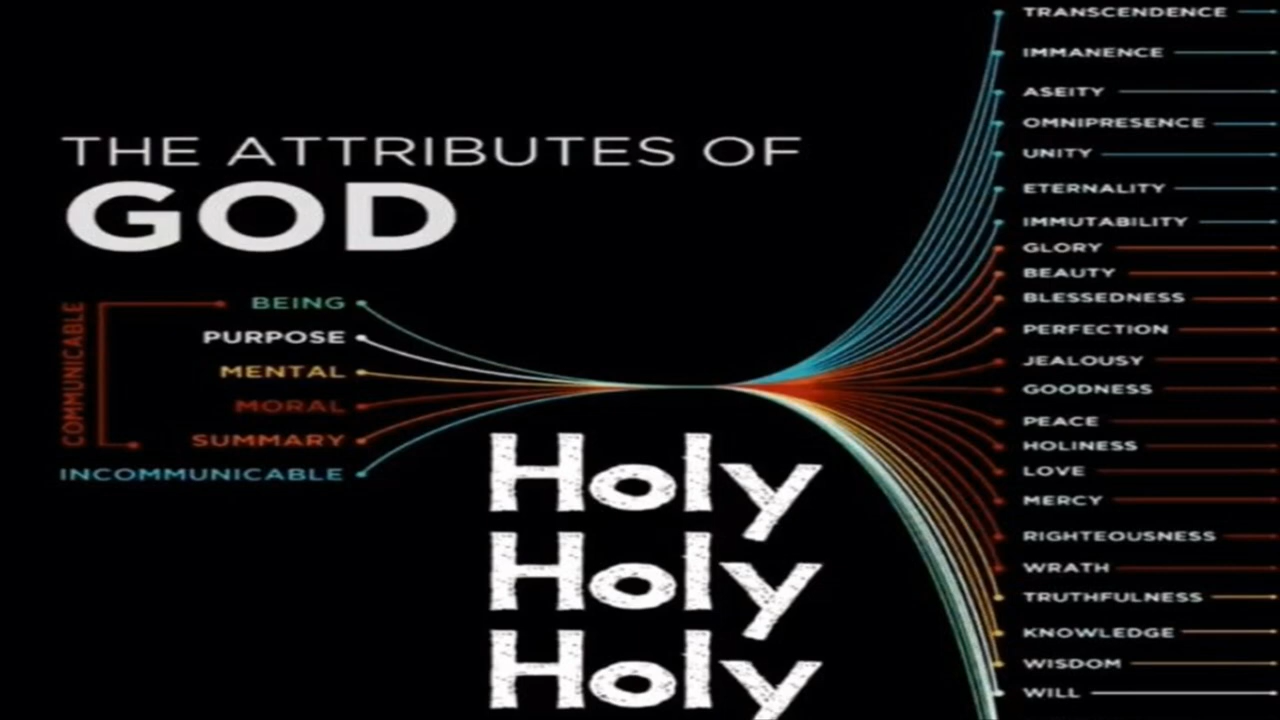 THE ATTRIBUTES OF
GOD
COMMUNICABLE
BEING
PURPOSE
MENTAL
MORAL
SUMMARY
INCOMMUNICABLE
Holy
Holy
Holy
TRANSCENDENCE
IMMANENCE
ASEITY
OMNIPRESENCE
UNITY
ETERNALITY
IMMUTABILITY
GLORY
BEAUTY
BLESSEDNESS
PERFECTION
JEALOUSY
GOODNESS
PEACE
HOLINESS
LOVE
MERCY
RIGHTEOUSNESS
WRATH
TRUTHFULNESS
KNOWLEDGE
WISDOM
WILL